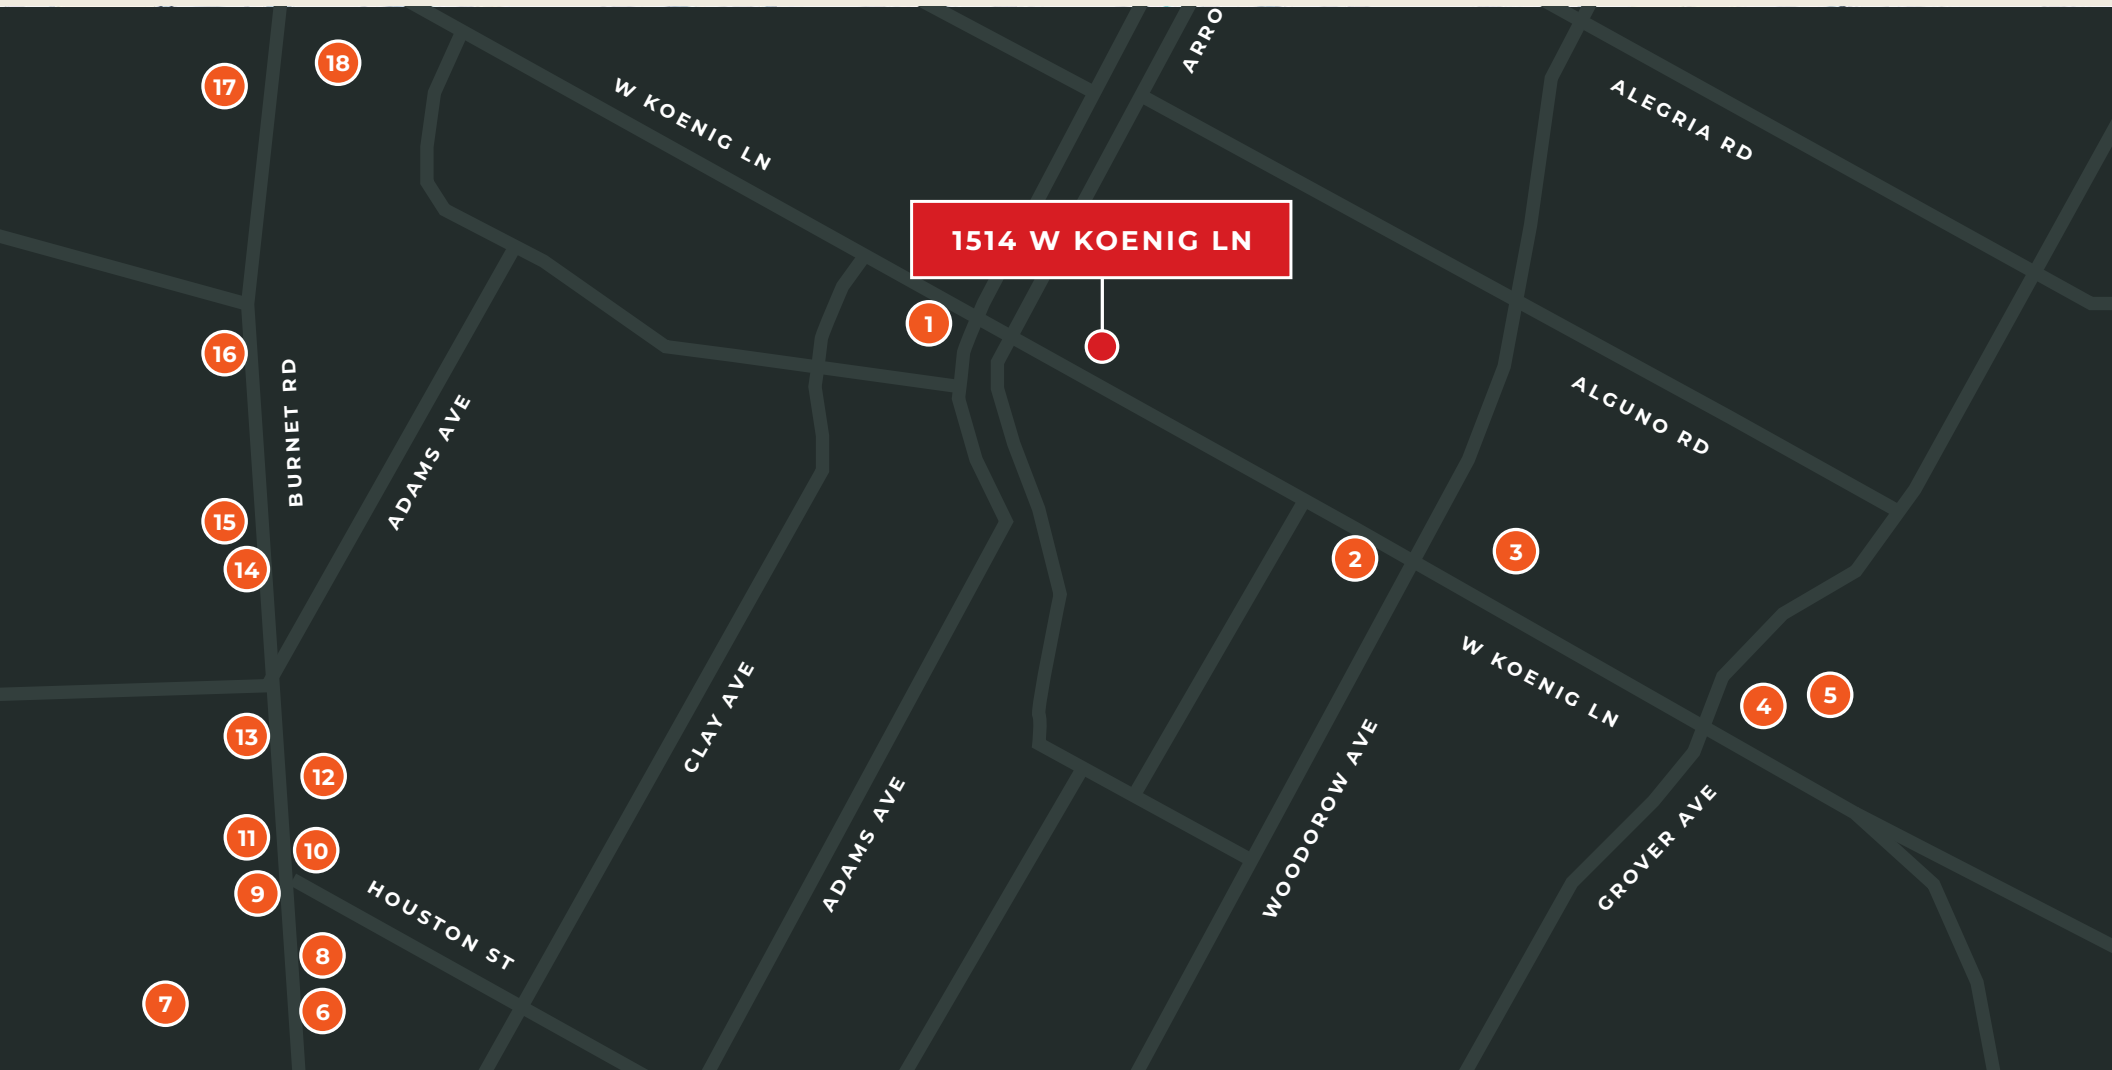 ARRO
18
17
W KOENIG LN
ALEGRIA RD
1514 W KOENIG LN
1
16
BURNET RD
ADAMS AVE
ALGUNO RD
15
14
2
3
W KOENIG LN
CLAY AVE
4
5
13
12
11
10
9
ADAMS AVE
WOODOROW AVE
GROVER AVE
HOUSTON ST
8
7
6